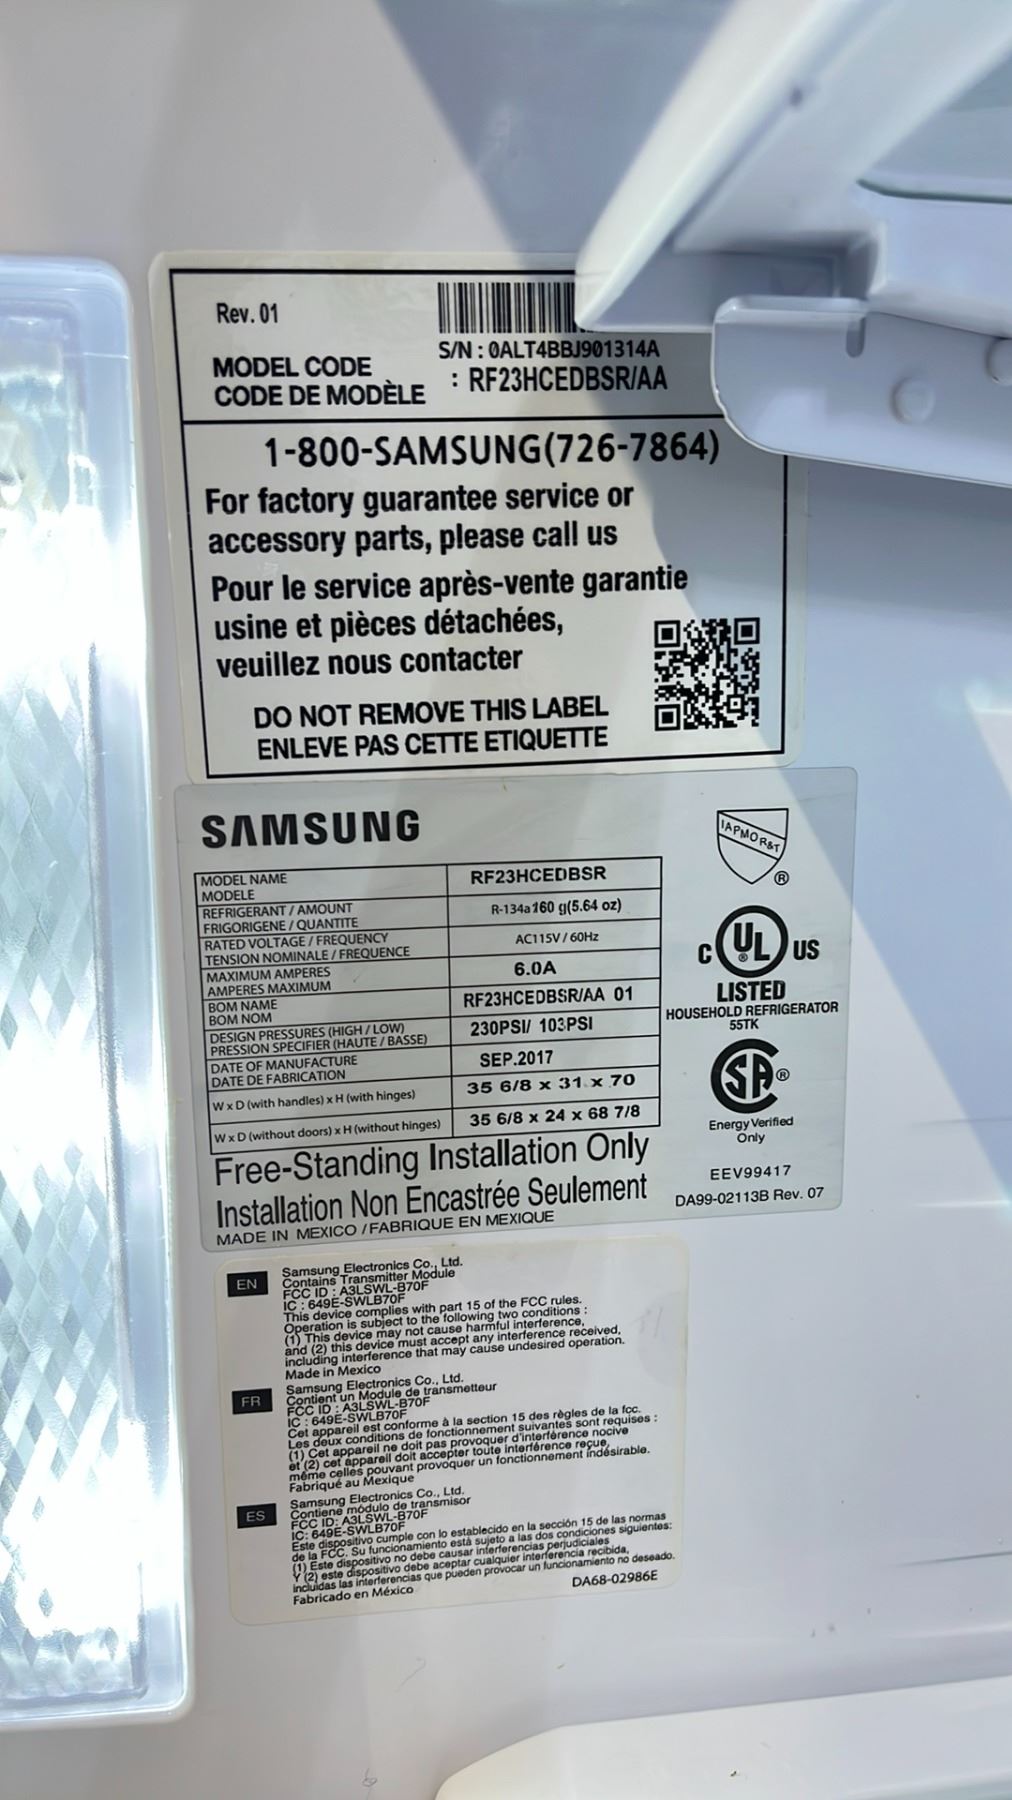 Rev. 01
S/N : 0ALT4BBJ901314A
MODEL CODE
CODE DE MODÈLE : RF23HCEDBSR/AA
1-800-SAMSUNG(726-7864)
For factory guarantee service or
accessory parts, please call us
Pour le service après-vente garantie
usine et pièces détachées,
veuillez nous contacter
DO NOT REMOVE THIS LABEL
ENLEVE PAS CETTE ETIQUETTE
SAMSUNG
MODEL NAME
MODELE
RF23HCEDBSR
REFRIGERANT / AMOUNT
FRIGORIGENE / QUANTITE
R-134a 160 g(5.64 oz)
RATED VOLTAGE / FREQUENCY
TENSION NOMINALE / FREQUENCE
AC115V / 60Hz
MAXIMUM AMPERES
AMPERES MAXIMUM
6.0A
BOM NAME
BOM NOM
RF23HCEDBSR/AA 01
DESIGN PRESSURES (HIGH / LOW)
PRESSION SPECIFIER (HAUTE / BASSE)
230PSI/ 103PSI
DATE OF MANUFACTURE
DATE DE FABRICATION
SEP.2017
W x D (with handles) x H (with hinges)
35 6/8 x 31 x 70
W x D (without doors) x H (without hinges)
35 6/8 x 24 x 68 7/8
Free-Standing Installation Only
Installation Non Encastrée Seulement
MADE IN MEXICO / FABRIQUE EN MEXIQUE
IAPMO R&T
®
C UL ® US
LISTED
HOUSEHOLD REFRIGERATOR
55TK
SA ®
Energy Verified
Only
EEV99417
DA99-02113B Rev. 07
EN
Samsung Electronics Co., Ltd.
Contains Transmitter Module
FCC ID : A3LSWL-B70F
IC : 649E-SWLB70F
This device complies with part 15 of the FCC rules.
Operation is subject to the following two conditions :
(1) This device may not cause harmful interference,
and (2) this device must accept any interference received,
including interference that may cause undesired operation.
Made in Mexico
FR
Samsung Electronics Co., Ltd.
Contient un Module de transmetteur
FCC ID : A3LSWL-B70F
IC : 649E-SWLB70F
Cet appareil est conforme à la section 15 des règles de la fcc.
Les deux conditions de fonctionnement suivantes sont requises :
(1) Cet appareil ne doit pas provoquer d'interférence nocive
et (2) cet appareil doit accepter toute interférence reçue,
même celles pouvant provoquer un fonctionnement indésirable.
Fabriqué au Mexique
ES
Samsung Electronics Co., Ltd.
Contiene módulo de transmisor
FCC ID: A3LSWL-B70F
IC: 649E-SWLB70F
Este dispositivo cumple con lo establecido en la sección 15 de las normas
de la FCC. Su funcionamiento está sujeto a las dos condiciones siguientes:
(1) Este dispositivo no debe causar interferencias perjudiciales
Y (2) este dispositivo debe aceptar cualquier interferencia recibida,
incluidas las interferencias que pueden provocar un funcionamiento no deseado.
Fabricado en México
DA68-02986E